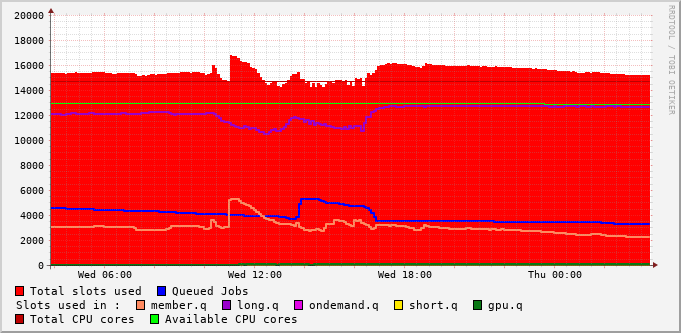 20000
18000
16000
14000
12000
10000
8000
6000
4000
2000
0
Wed 06:00 Wed 12:00 Wed 18:00 Thu 00:00
Total slots used Queued Jobs
Slots used in : member.q long.q ondemand.q short.q gpu.q
Total CPU cores Available CPU cores
RRDTOOL / TOBI OETIKER